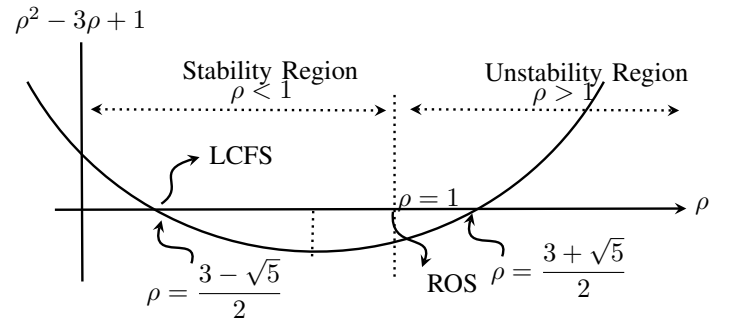 ρ² − 3ρ + 1
Stability Region
ρ < 1
Unstability Region
ρ > 1
LCFS
ρ = 1
ρ
ρ = (3 − √5)/2
ROS
ρ = (3 + √5)/2